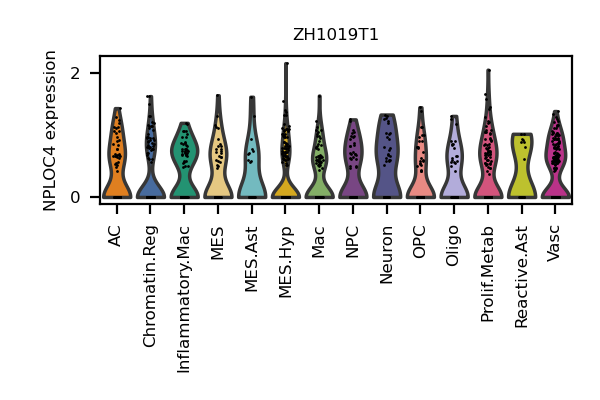 ZH1019T1
NPLOC4 expression
2
0
AC
Chromatin.Reg
Inflammatory.Mac
MES
MES.Ast
MES.Hyp
Mac
NPC
Neuron
OPC
Oligo
Prolif.Metab
Reactive.Ast
Vasc